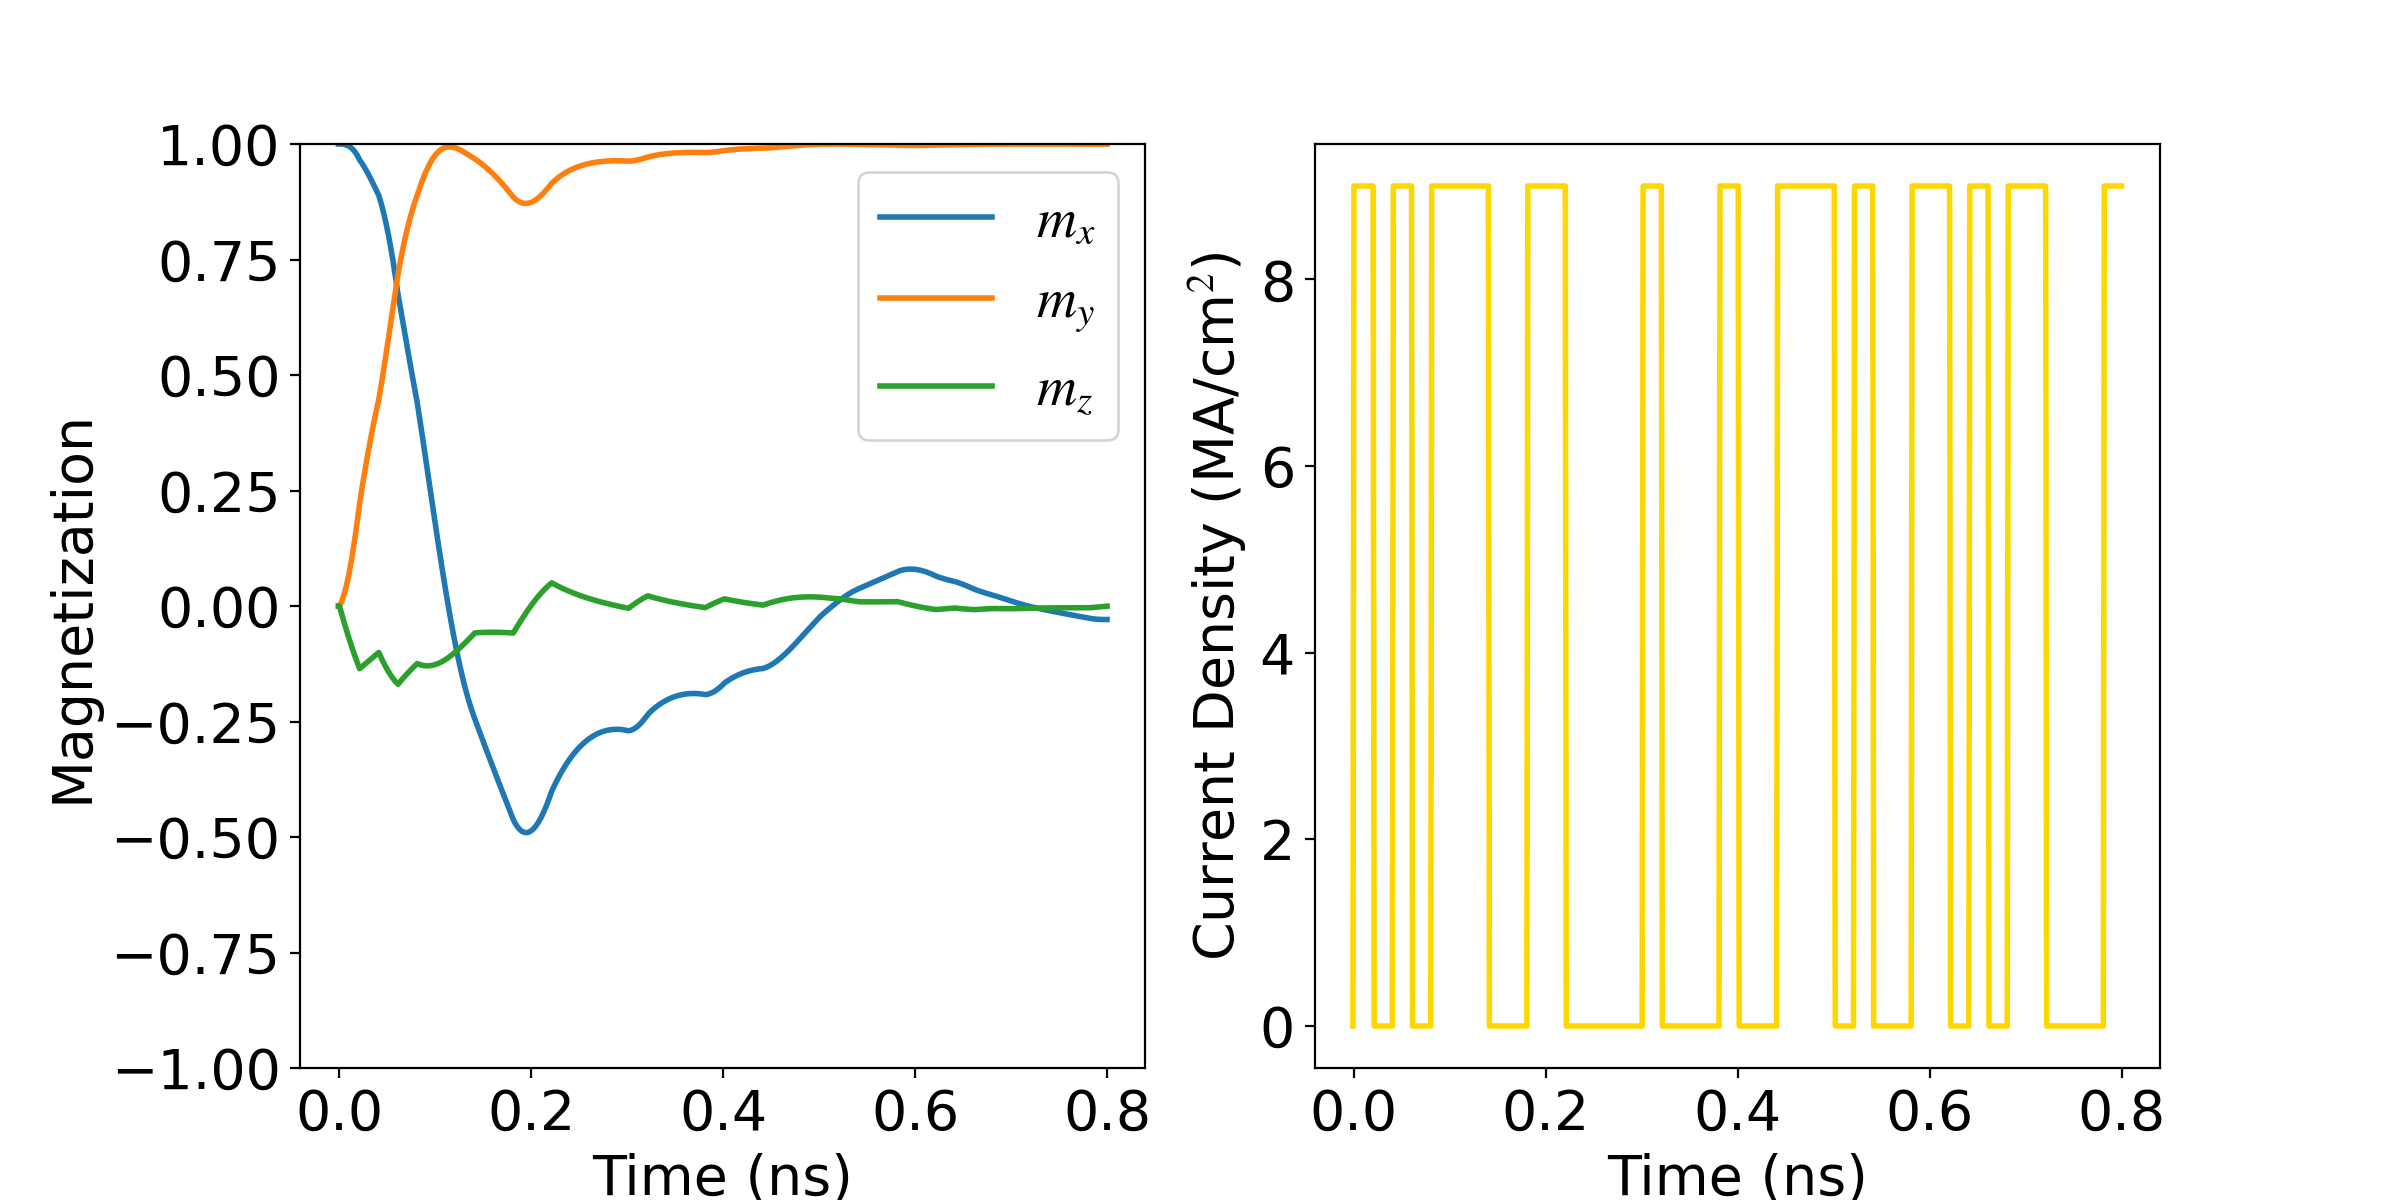 1.00
0.75
0.50
0.25
0.00
−0.25
−0.50
−0.75
−1.00
Magnetization
0.0 0.2 0.4 0.6 0.8
Time (ns)
m_x
m_y
m_z
8
6
4
2
0
Current Density (MA/cm²)
0.0 0.2 0.4 0.6 0.8
Time (ns)